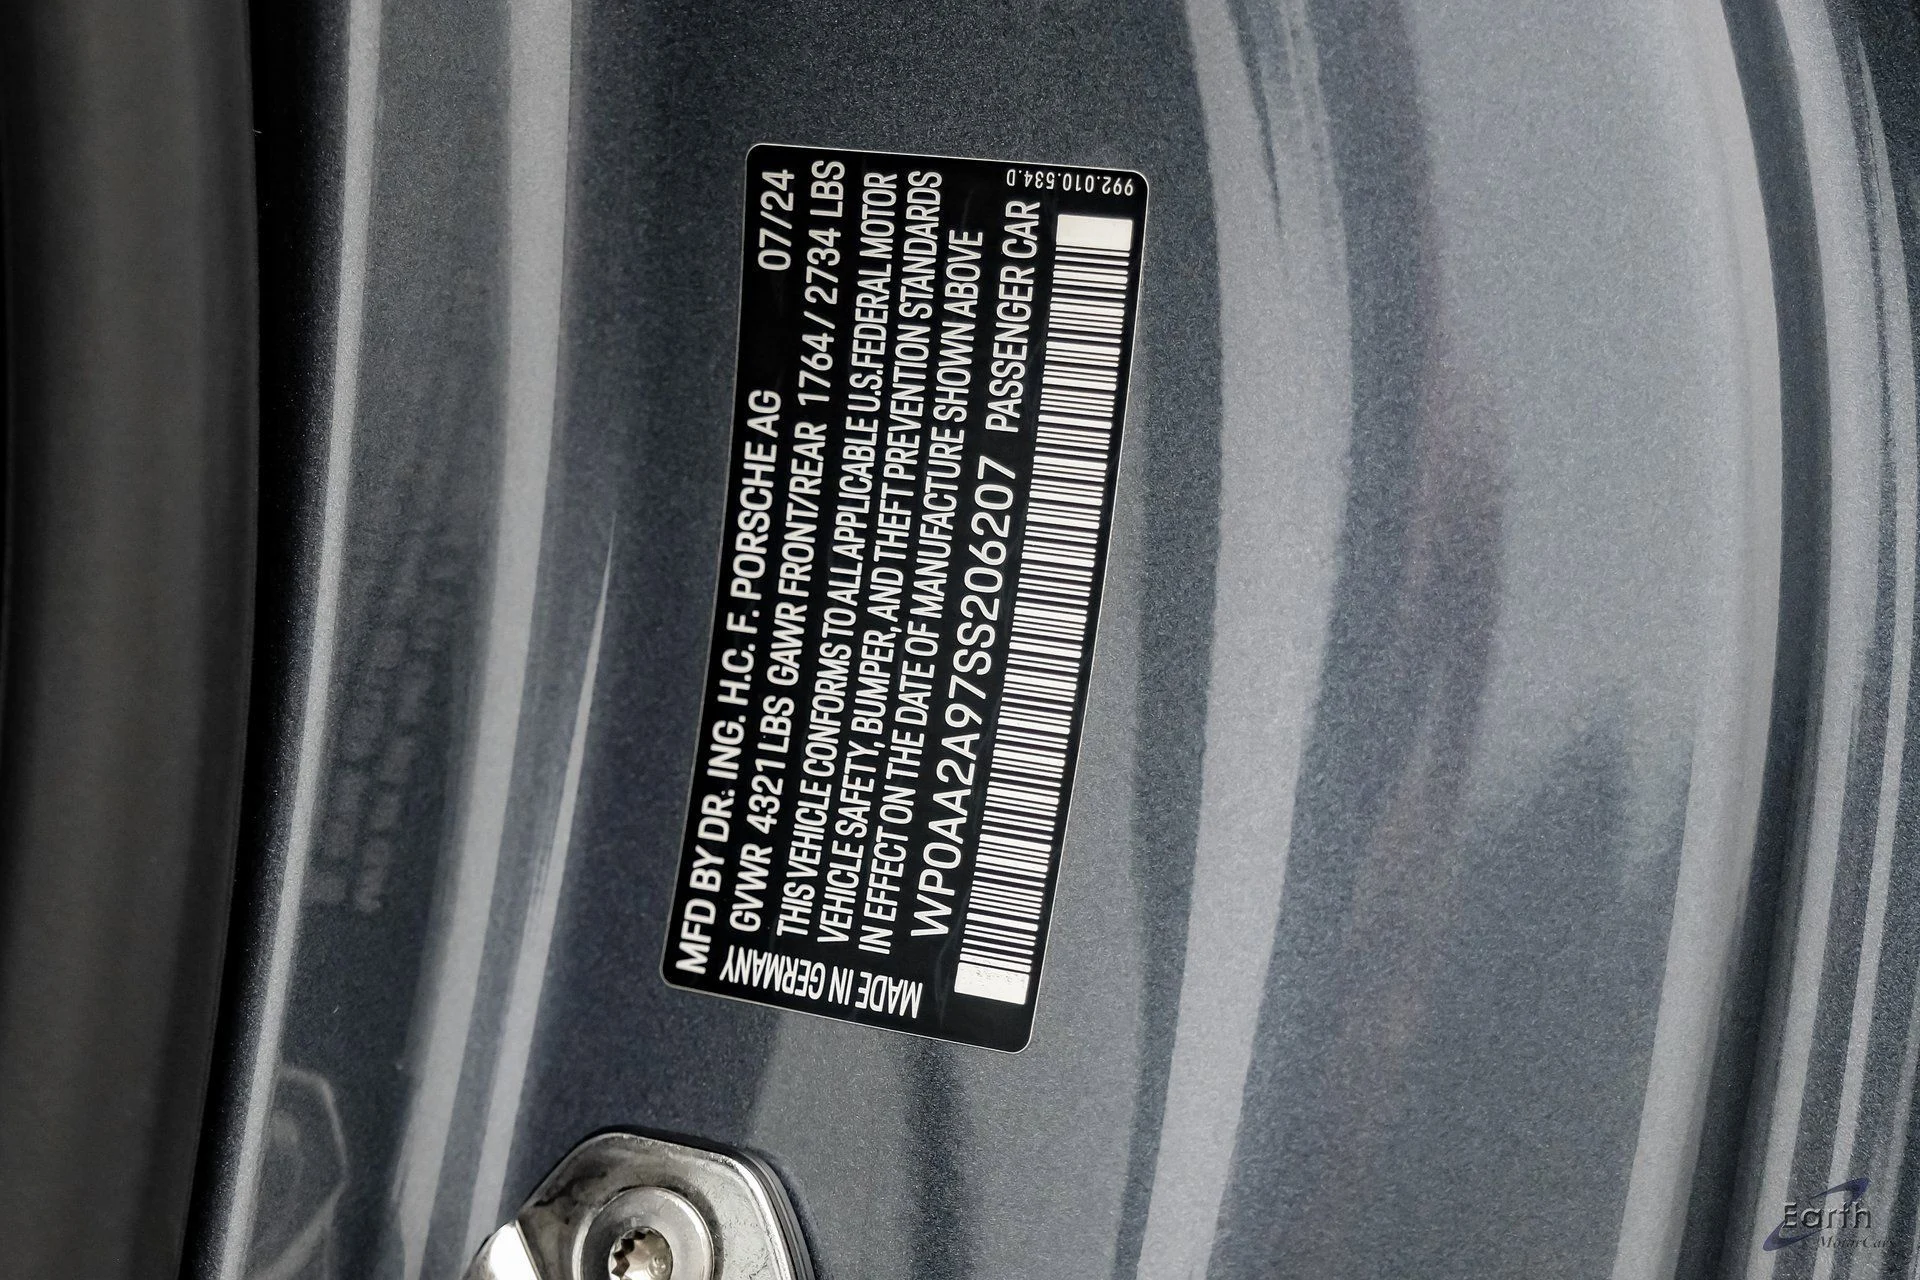 MFD BY DR. ING. H.C. F. PORSCHE AG 07/24
GVWR 4321 LBS GAWR FRONT/REAR 1764 / 2734 LBS
THIS VEHICLE CONFORMS TO ALL APPLICABLE U.S.FEDERAL MOTOR
VEHICLE SAFETY, BUMPER, AND THEFT PREVENTION STANDARDS
IN EFFECT ON THE DATE OF MANUFACTURE SHOWN ABOVE
WP0AA2A97SS206207 PASSENGER CAR
MADE IN GERMANY
992.010.534.D
Earth
MotorCars